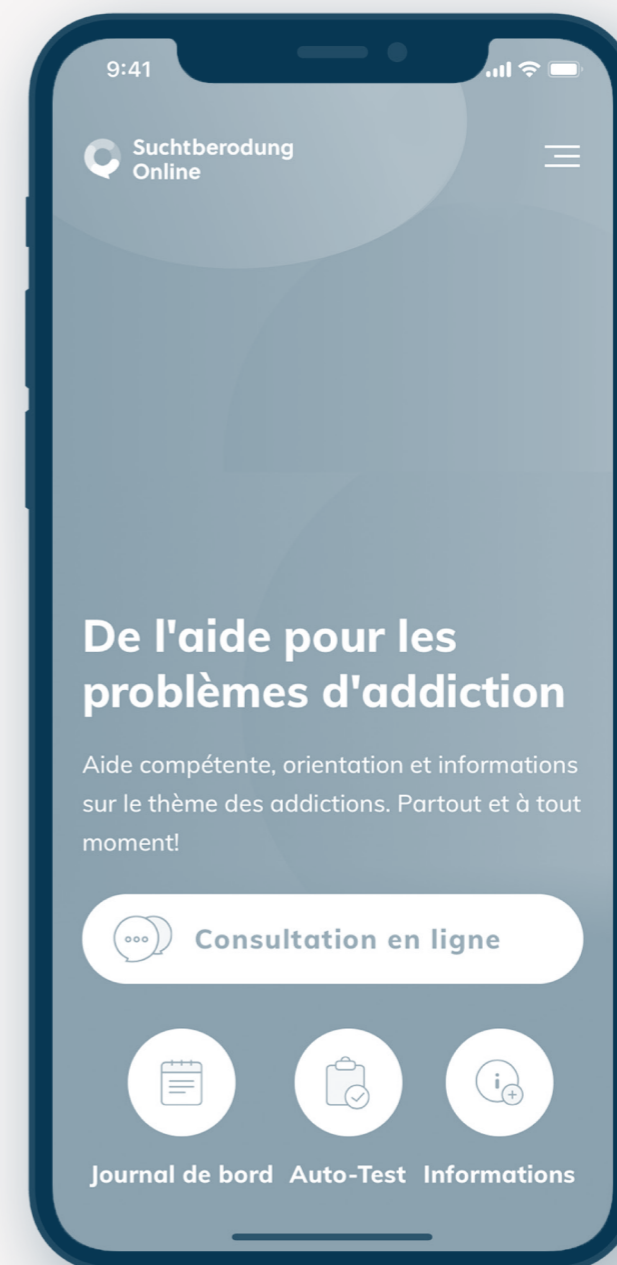 9:41
Suchtberodung
Online
De l'aide pour les
problèmes d'addiction
Aide compétente, orientation et informations
sur le thème des addictions. Partout et à tout
moment!
Consultation en ligne
Journal de bord Auto-Test Informations